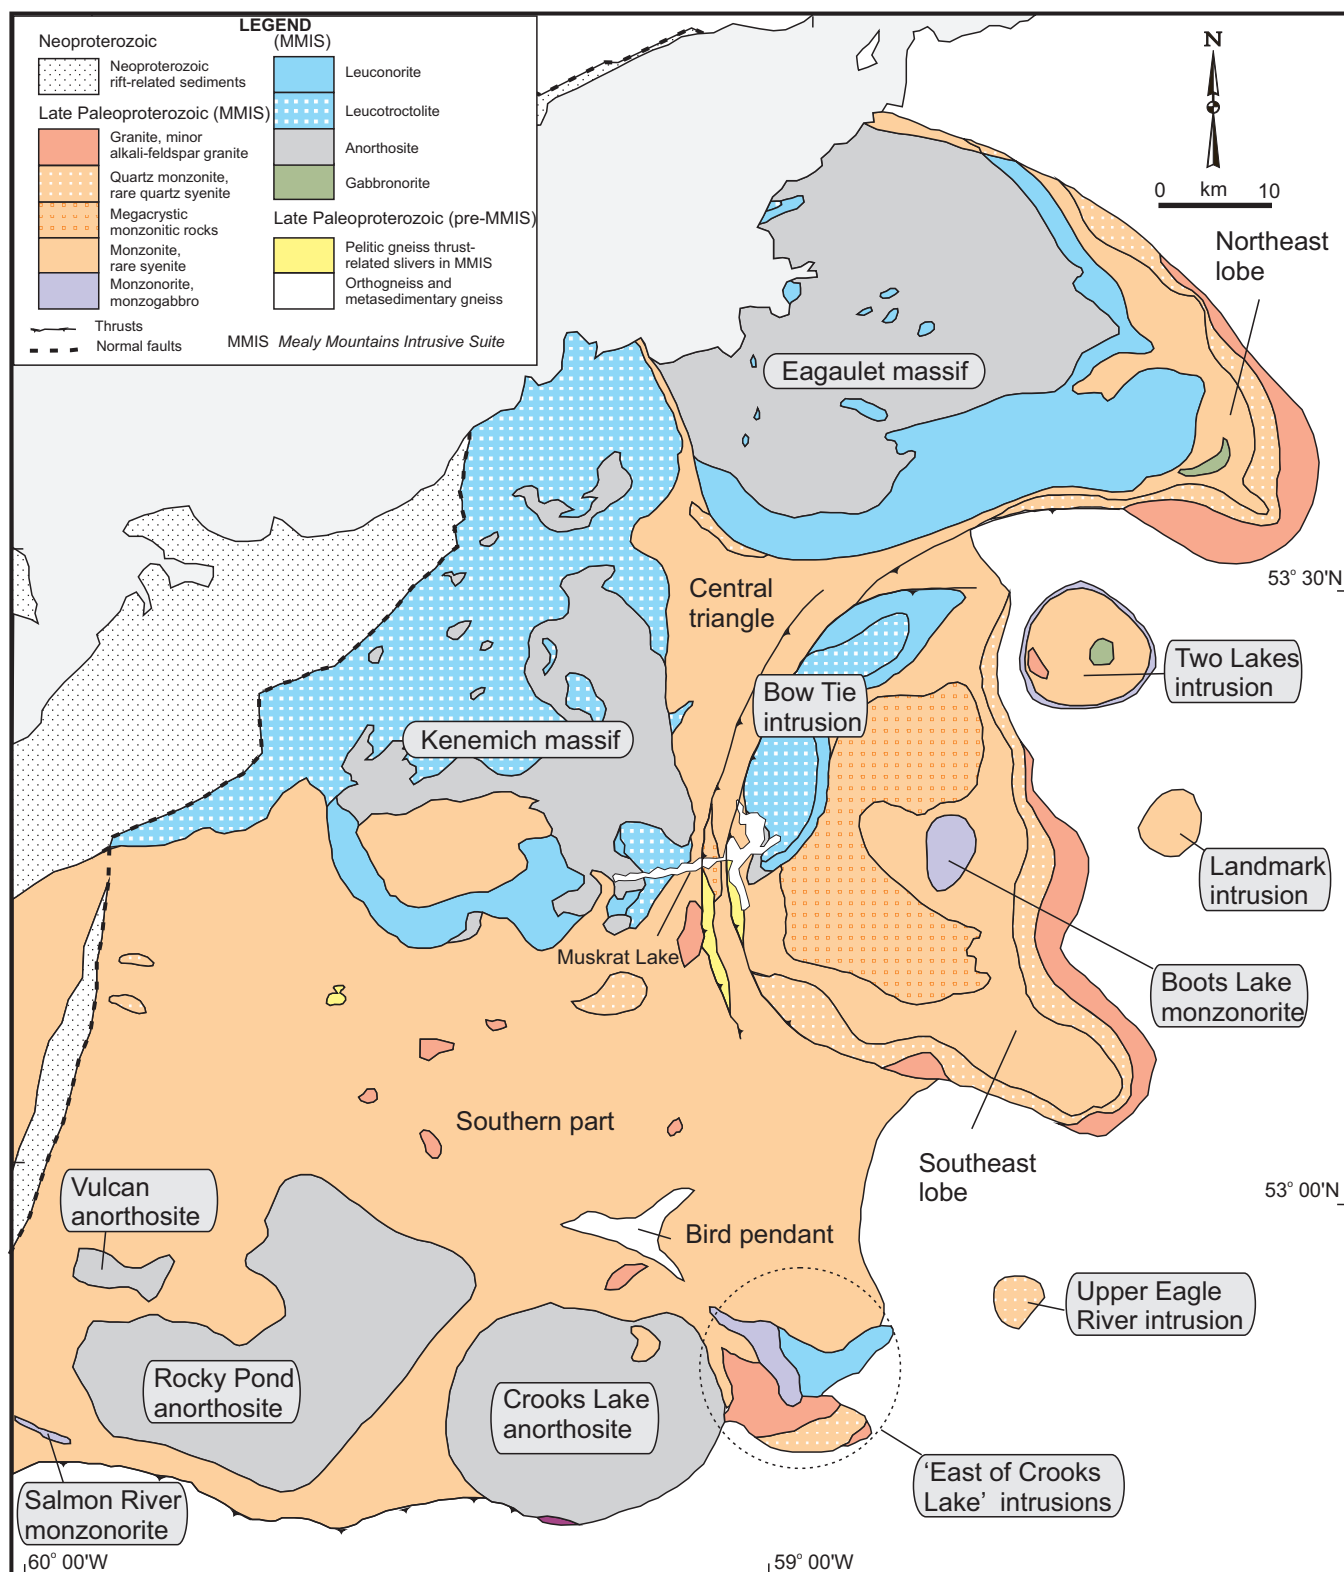 LEGEND
Neoproterozoic
Neoproterozoic
rift-related sediments
Late Paleoproterozoic (MMIS)
Granite, minor
alkali-feldspar granite
Quartz monzonite,
rare quartz syenite
Megacrystic
monzonitic rocks
Monzonite,
rare syenite
Monzonorite,
monzogabbro
Thrusts
Normal faults
(MMIS)
Leuconorite
Leucotroctolite
Anorthosite
Gabbronorite
Late Paleoproterozoic (pre-MMIS)
Pelitic gneiss thrust-
related slivers in MMIS
Orthogneiss and
metasedimentary gneiss
MMIS Mealy Mountains Intrusive Suite
N
0 km 10
Northeast
lobe
Eagaulet massif
53° 30'N
Central
triangle
Two Lakes
intrusion
Bow Tie
intrusion
Kenemich massif
Landmark
intrusion
Muskrat Lake
Boots Lake
monzonorite
Southern part
Southeast
lobe
Vulcan
anorthosite
53° 00'N
Bird pendant
Upper Eagle
River intrusion
Rocky Pond
anorthosite
Crooks Lake
anorthosite
'East of Crooks
Lake' intrusions
Salmon River
monzonorite
60° 00'W
59° 00'W